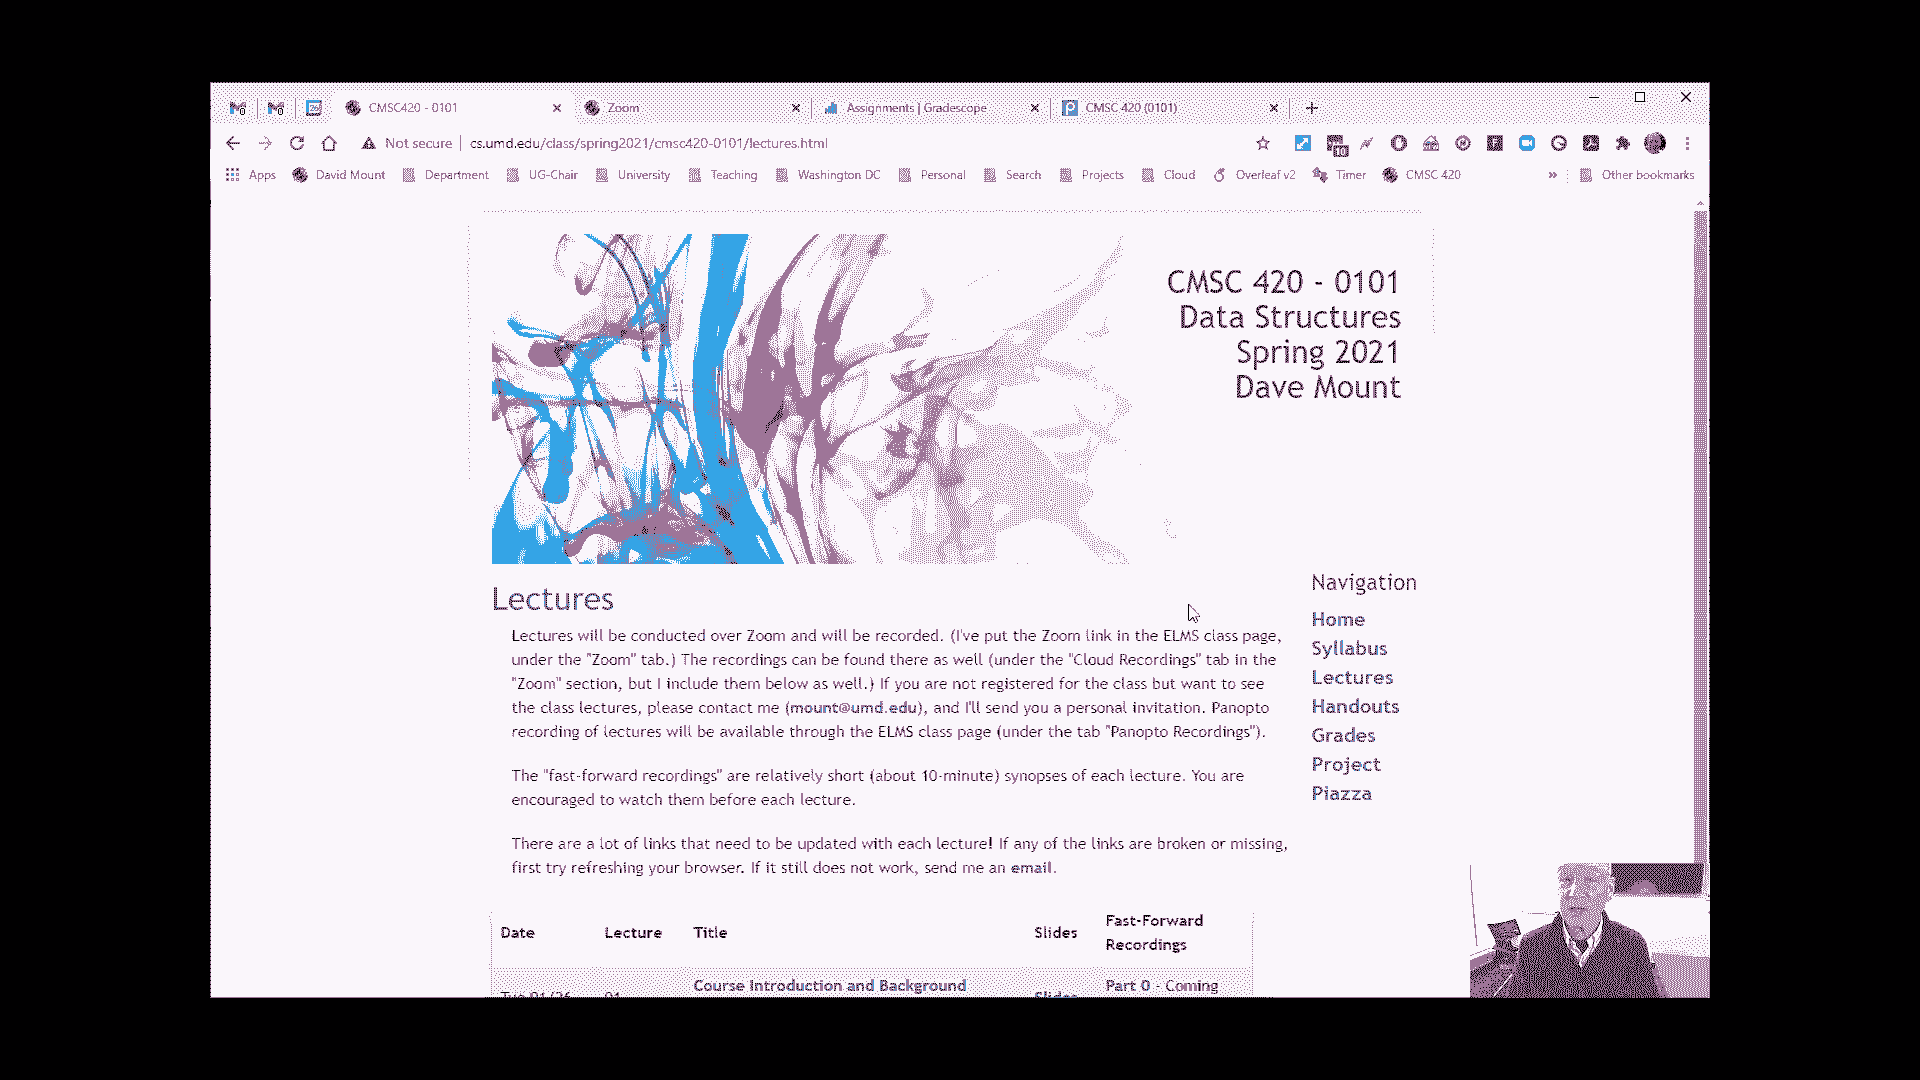 CMSC420 - 0101
Zoom
Assignments | Gradescope
CMSC 420 (0101)
Not secure
cs.umd.edu/class/spring2021/cmsc420-0101/lectures.html
Apps
David Mount
Department
UG-Chair
University
Teaching
Washington DC
Personal
Search
Projects
Cloud
Overleaf v2
Timer
CMSC 420
»
Other bookmarks
CMSC 420 - 0101
Data Structures
Spring 2021
Dave Mount
Lectures
Lectures will be conducted over Zoom and will be recorded. (I've put the Zoom link in the ELMS class page,
under the "Zoom" tab.) The recordings can be found there as well (under the "Cloud Recordings" tab in the
"Zoom" section, but I include them below as well.) If you are not registered for the class but want to see
the class lectures, please contact me (mount@umd.edu), and I'll send you a personal invitation. Panopto
recording of lectures will be available through the ELMS class page (under the tab "Panopto Recordings").
The "fast-forward recordings" are relatively short (about 10-minute) synopses of each lecture. You are
encouraged to watch them before each lecture.
There are a lot of links that need to be updated with each lecture! If any of the links are broken or missing,
first try refreshing your browser. If it still does not work, send me an email.
Navigation
Home
Syllabus
Lectures
Handouts
Grades
Project
Piazza
Date Lecture Title Slides Fast-Forward Recordings
Tue 01/26 01 Course Introduction and Background Slides Part 0 - Coming